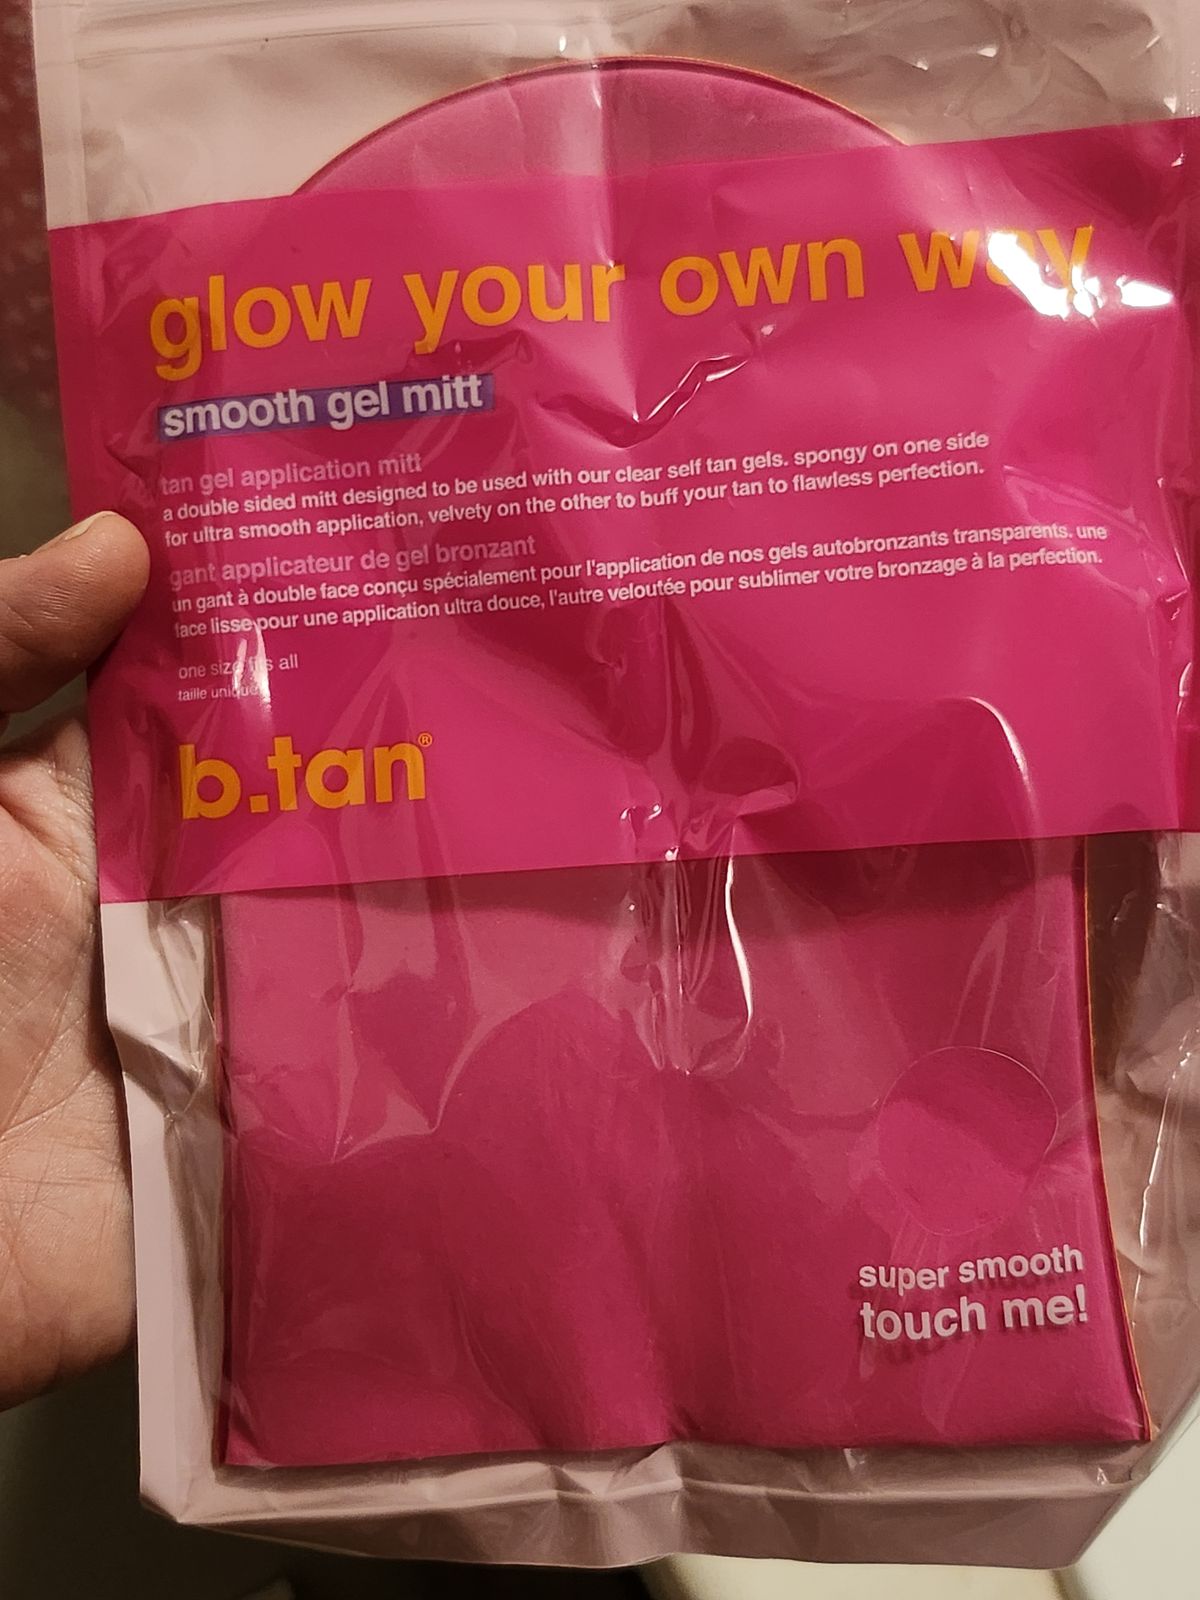 glow your own way
smooth gel mitt
tan gel application mitt
a double sided mitt designed to be used with our clear self tan gels. spongy on one side
for ultra smooth application, velvety on the other to buff your tan to flawless perfection.
gant applicateur de gel bronzant
un gant à double face conçu spécialement pour l'application de nos gels autobronzants transparents. une
face lisse pour une application ultra douce, l'autre veloutée pour sublimer votre bronzage à la perfection.
one size fits all
taille unique
b.tan®
super smooth
touch me!